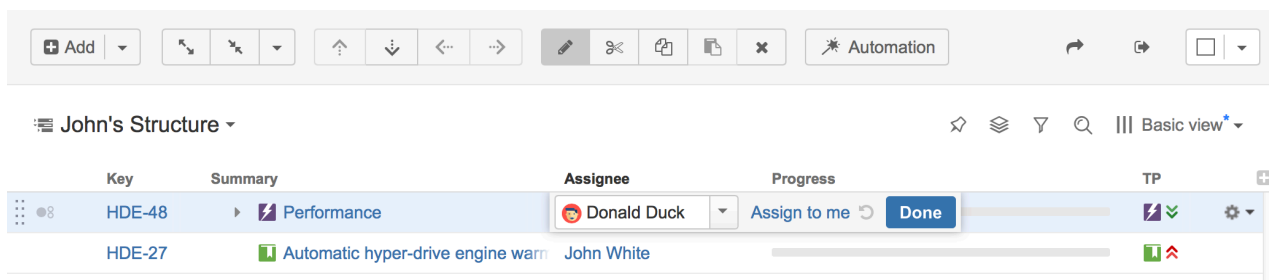 Add Automation
John's Structure Basic view*
Key Summary Assignee Progress TP
HDE-48 Performance Donald Duck Assign to me Done
HDE-27 Automatic hyper-drive engine warn John White